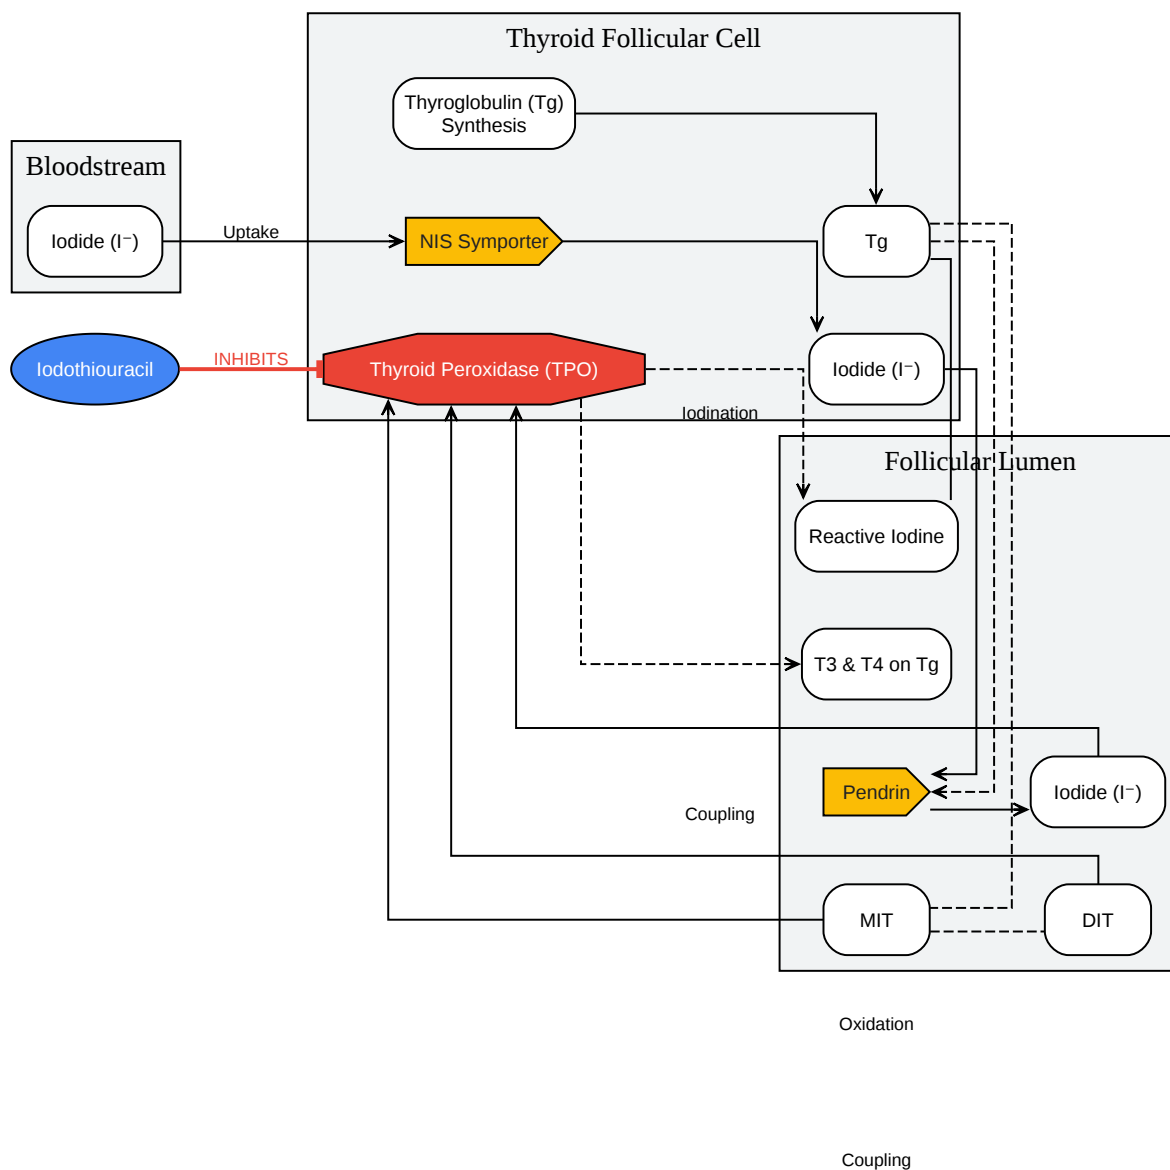 Thyroid Follicular Cell
Thyroglobulin (Tg)
Synthesis
Bloodstream
Iodide (I⁻)
Uptake
NIS Symporter
Tg
Iodothiouracil
INHIBITS
Thyroid Peroxidase (TPO)
Iodide (I⁻)
Iodination
Follicular Lumen
Reactive Iodine
T3 & T4 on Tg
Pendrin
Iodide (I⁻)
Coupling
MIT
DIT
Oxidation
Coupling